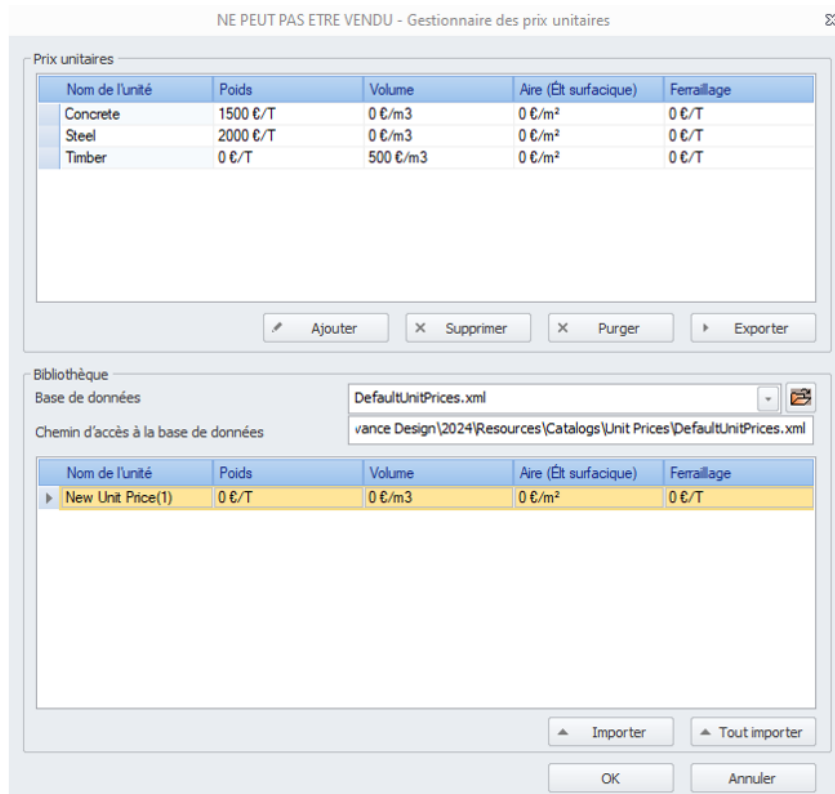 NE PEUT PAS ETRE VENDU - Gestionnaire des prix unitaires
Prix unitaires
Nom de l'unité Poids Volume Aire (Élt surfacique) Ferraillage
Concrete 1500 €/T 0 €/m3 0 €/m² 0 €/T
Steel 2000 €/T 0 €/m3 0 €/m² 0 €/T
Timber 0 €/T 500 €/m3 0 €/m² 0 €/T
Ajouter Supprimer Purger Exporter
Bibliothèque
Base de données DefaultUnitPrices.xml
Chemin d'accès à la base de données vance Design\2024\Resources\Catalogs\Unit Prices\DefaultUnitPrices.xml
Nom de l'unité Poids Volume Aire (Élt surfacique) Ferraillage
New Unit Price(1) 0 €/T 0 €/m3 0 €/m² 0 €/T
Importer Tout importer
OK Annuler